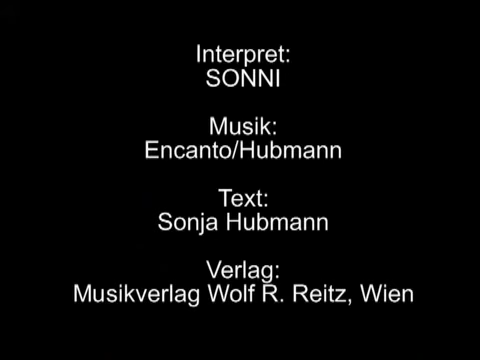 Interpret:
SONNI
Musik:
Encanto/Hubmann
Text:
Sonja Hubmann
Verlag:
Musikverlag Wolf R. Reitz, Wien